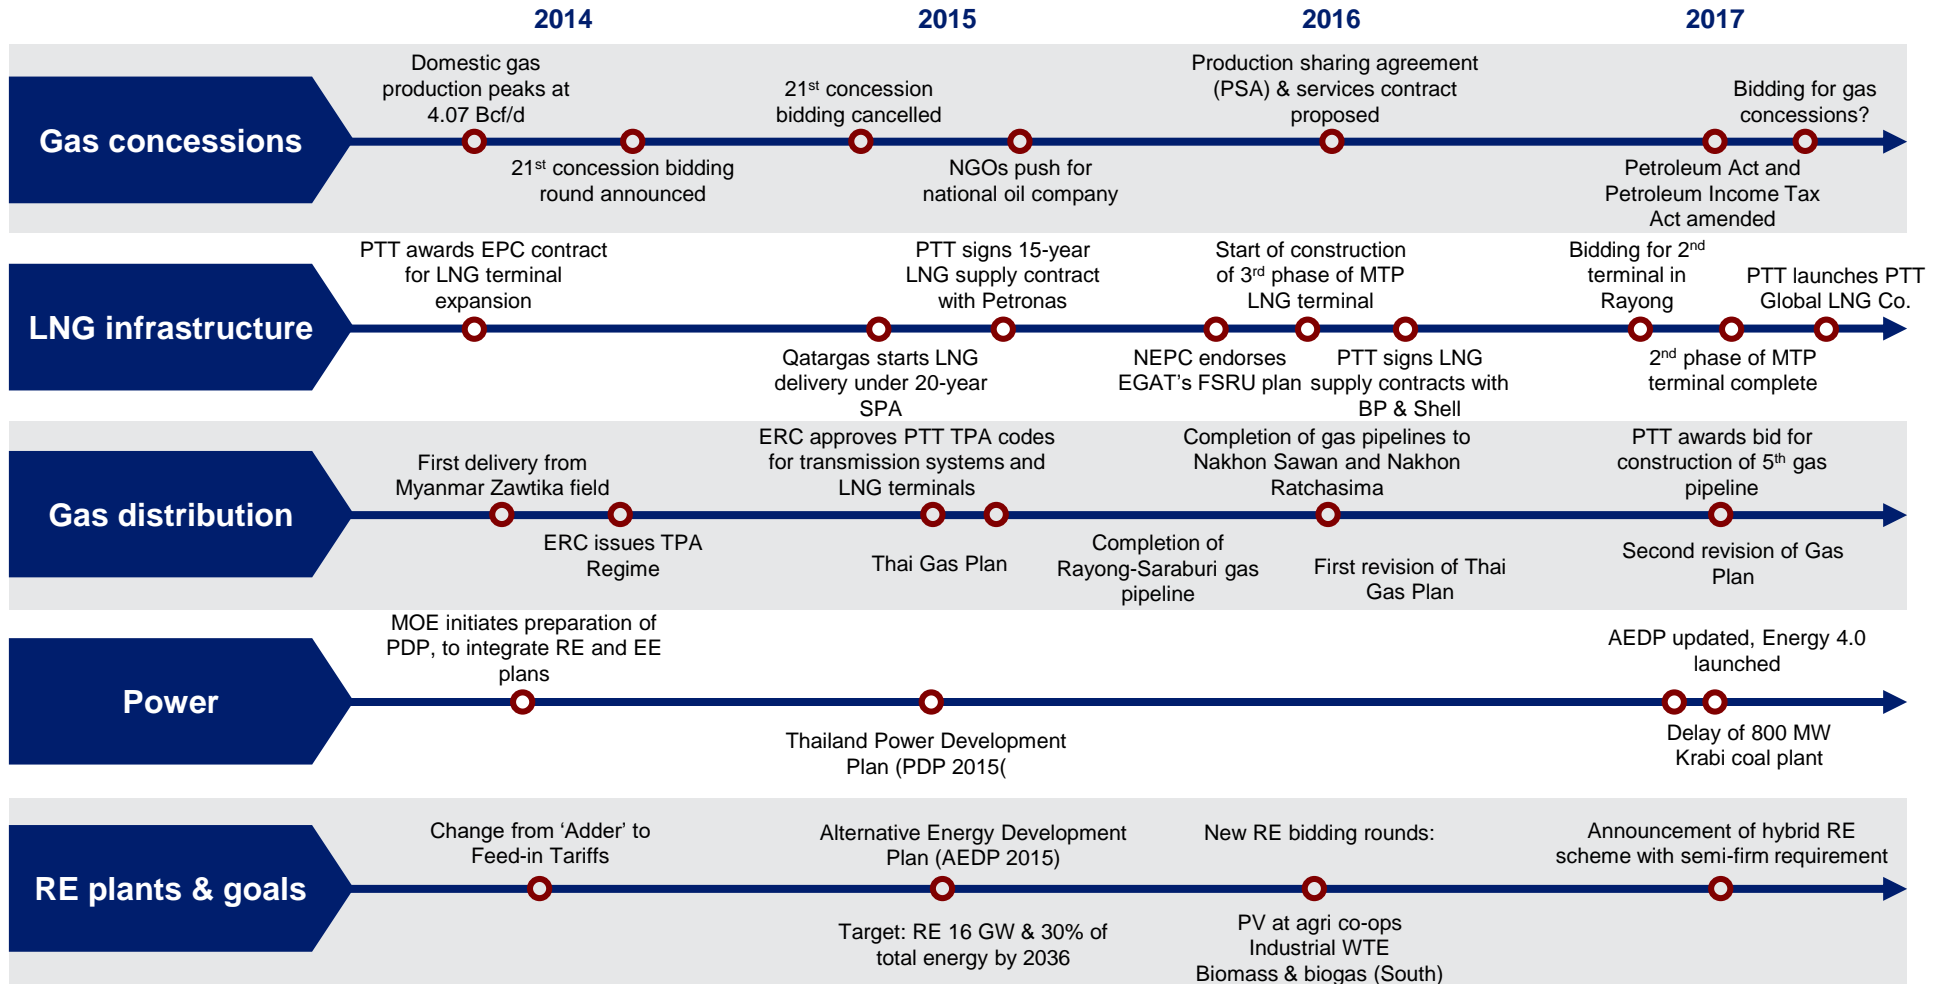 2014
2015
2016
2017
Gas concessions
Domestic gas
production peaks at
4.07 Bcf/d
21st concession bidding
round announced
21st concession
bidding cancelled
NGOs push for
national oil company
Production sharing agreement
(PSA) & services contract
proposed
Bidding for gas
concessions?
Petroleum Act and
Petroleum Income Tax
Act amended
LNG infrastructure
PTT awards EPC contract
for LNG terminal
expansion
Qatargas starts LNG
delivery under 20-year
SPA
PTT signs 15-year
LNG supply contract
with Petronas
NEPC endorses
EGAT's FSRU plan
Start of construction
of 3rd phase of MTP
LNG terminal
PTT signs LNG
supply contracts with
BP & Shell
Bidding for 2nd
terminal in
Rayong
2nd phase of MTP
terminal complete
PTT launches PTT
Global LNG Co.
Gas distribution
First delivery from
Myanmar Zawtika field
ERC issues TPA
Regime
ERC approves PTT TPA codes
for transmission systems and
LNG terminals
Thai Gas Plan
Completion of
Rayong-Saraburi gas
pipeline
Completion of gas pipelines to
Nakhon Sawan and Nakhon
Ratchasima
First revision of Thai
Gas Plan
PTT awards bid for
construction of 5th gas
pipeline
Second revision of Gas
Plan
Power
MOE initiates preparation of
PDP, to integrate RE and EE
plans
Thailand Power Development
Plan (PDP 2015(
AEDP updated, Energy 4.0
launched
Delay of 800 MW
Krabi coal plant
RE plants & goals
Change from ‘Adder’ to
Feed-in Tariffs
Alternative Energy Development
Plan (AEDP 2015)
Target: RE 16 GW & 30% of
total energy by 2036
New RE bidding rounds:
PV at agri co-ops
Industrial WTE
Biomass & biogas (South)
Announcement of hybrid RE
scheme with semi-firm requirement